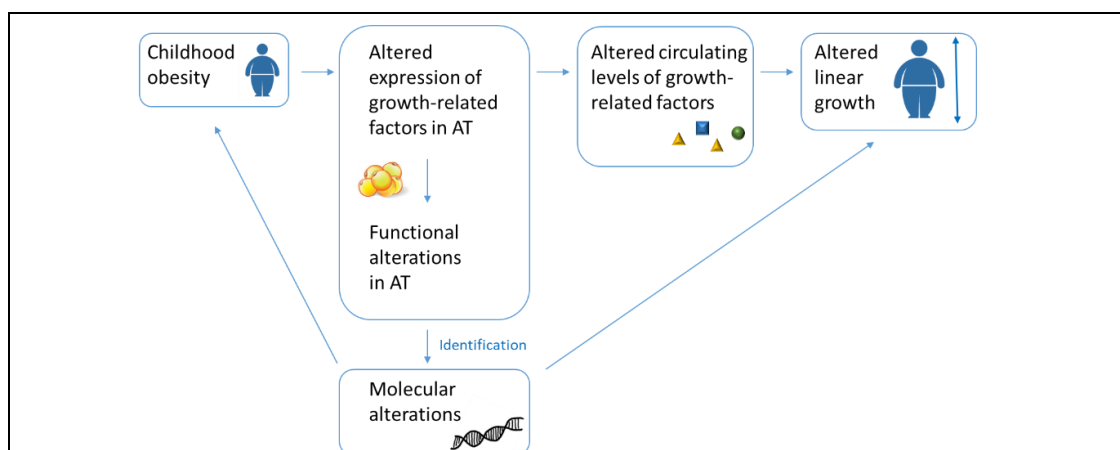 Childhood
obesity
Altered
expression of
growth-related
factors in AT
Functional
alterations
in AT
Altered circulating
levels of growth-
related factors
Altered
linear
growth
Identification
Molecular
alterations